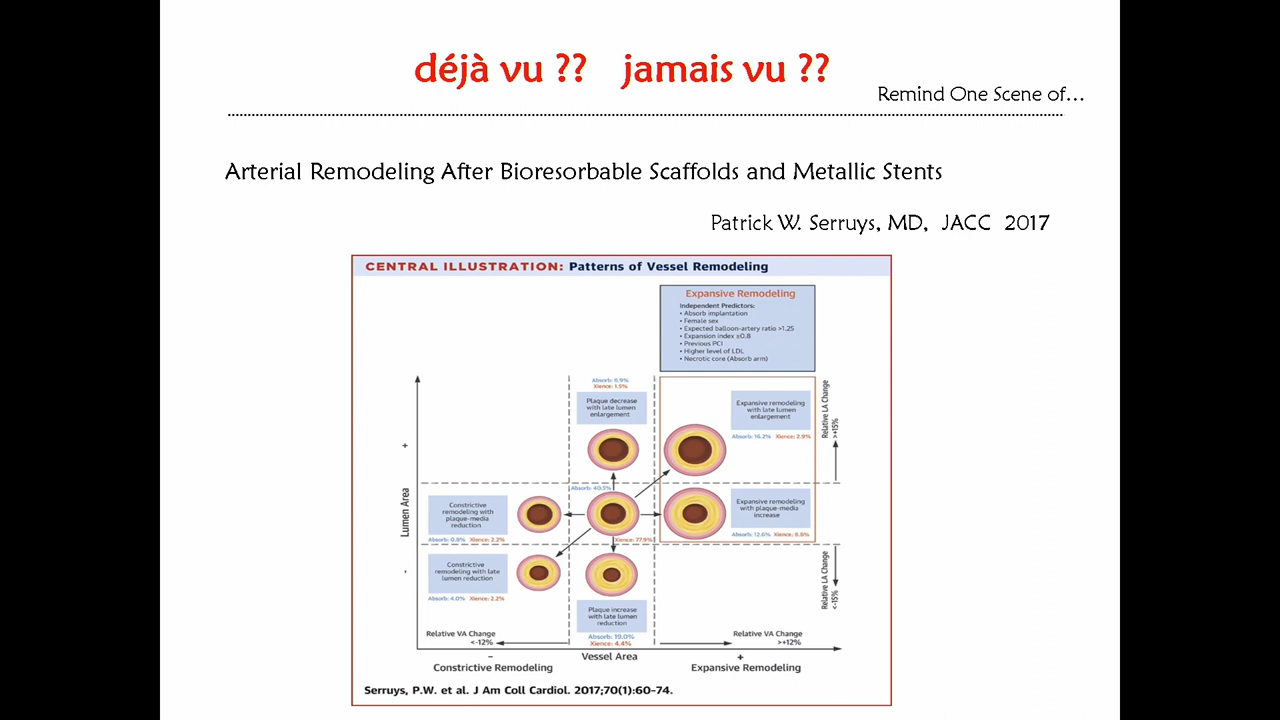 déjà vu ?? jamais vu ??
Remind One Scene of...
Arterial Remodeling After Bioresorbable Scaffolds and Metallic Stents
Patrick W. Serruys, MD, JACC 2017
CENTRAL ILLUSTRATION: Patterns of Vessel Remodeling
Expansive Remodeling
Independent Predictors:
• Absorb implantation
• Female sex
• Expected balloon-artery ratio >1.25
• Expansion index ≥0.8
• Previous PCI
• Higher level of LDL
• Necrotic core (Absorb arm)
Absorb: 6.9%
Xience: 1.5%
Plaque decrease
with late lumen
enlargement
Expansive remodeling
with late lumen
enlargement
Absorb: 16.2% Xience: 2.9%
Relative LA Change
>+15%
+
Lumen Area
-
Absorb: 40.5%
Xience: 77.9%
Constrictive
remodeling with
plaque-media
reduction
Absorb: 0.8% Xience: 2.2%
Expansive remodeling
with plaque-media
increase
Absorb: 12.6% Xience: 8.8%
Constrictive
remodeling with late
lumen reduction
Absorb: 4.0% Xience: 2.2%
Relative LA Change
<-15%
Plaque increase
with late lumen
reduction
Absorb: 19.0%
Xience: 4.4%
Relative VA Change
<-12%
Relative VA Change
>+12%
–
Vessel Area
+
Constrictive Remodeling
Expansive Remodeling
Serruys, P.W. et al. J Am Coll Cardiol. 2017;70(1):60–74.